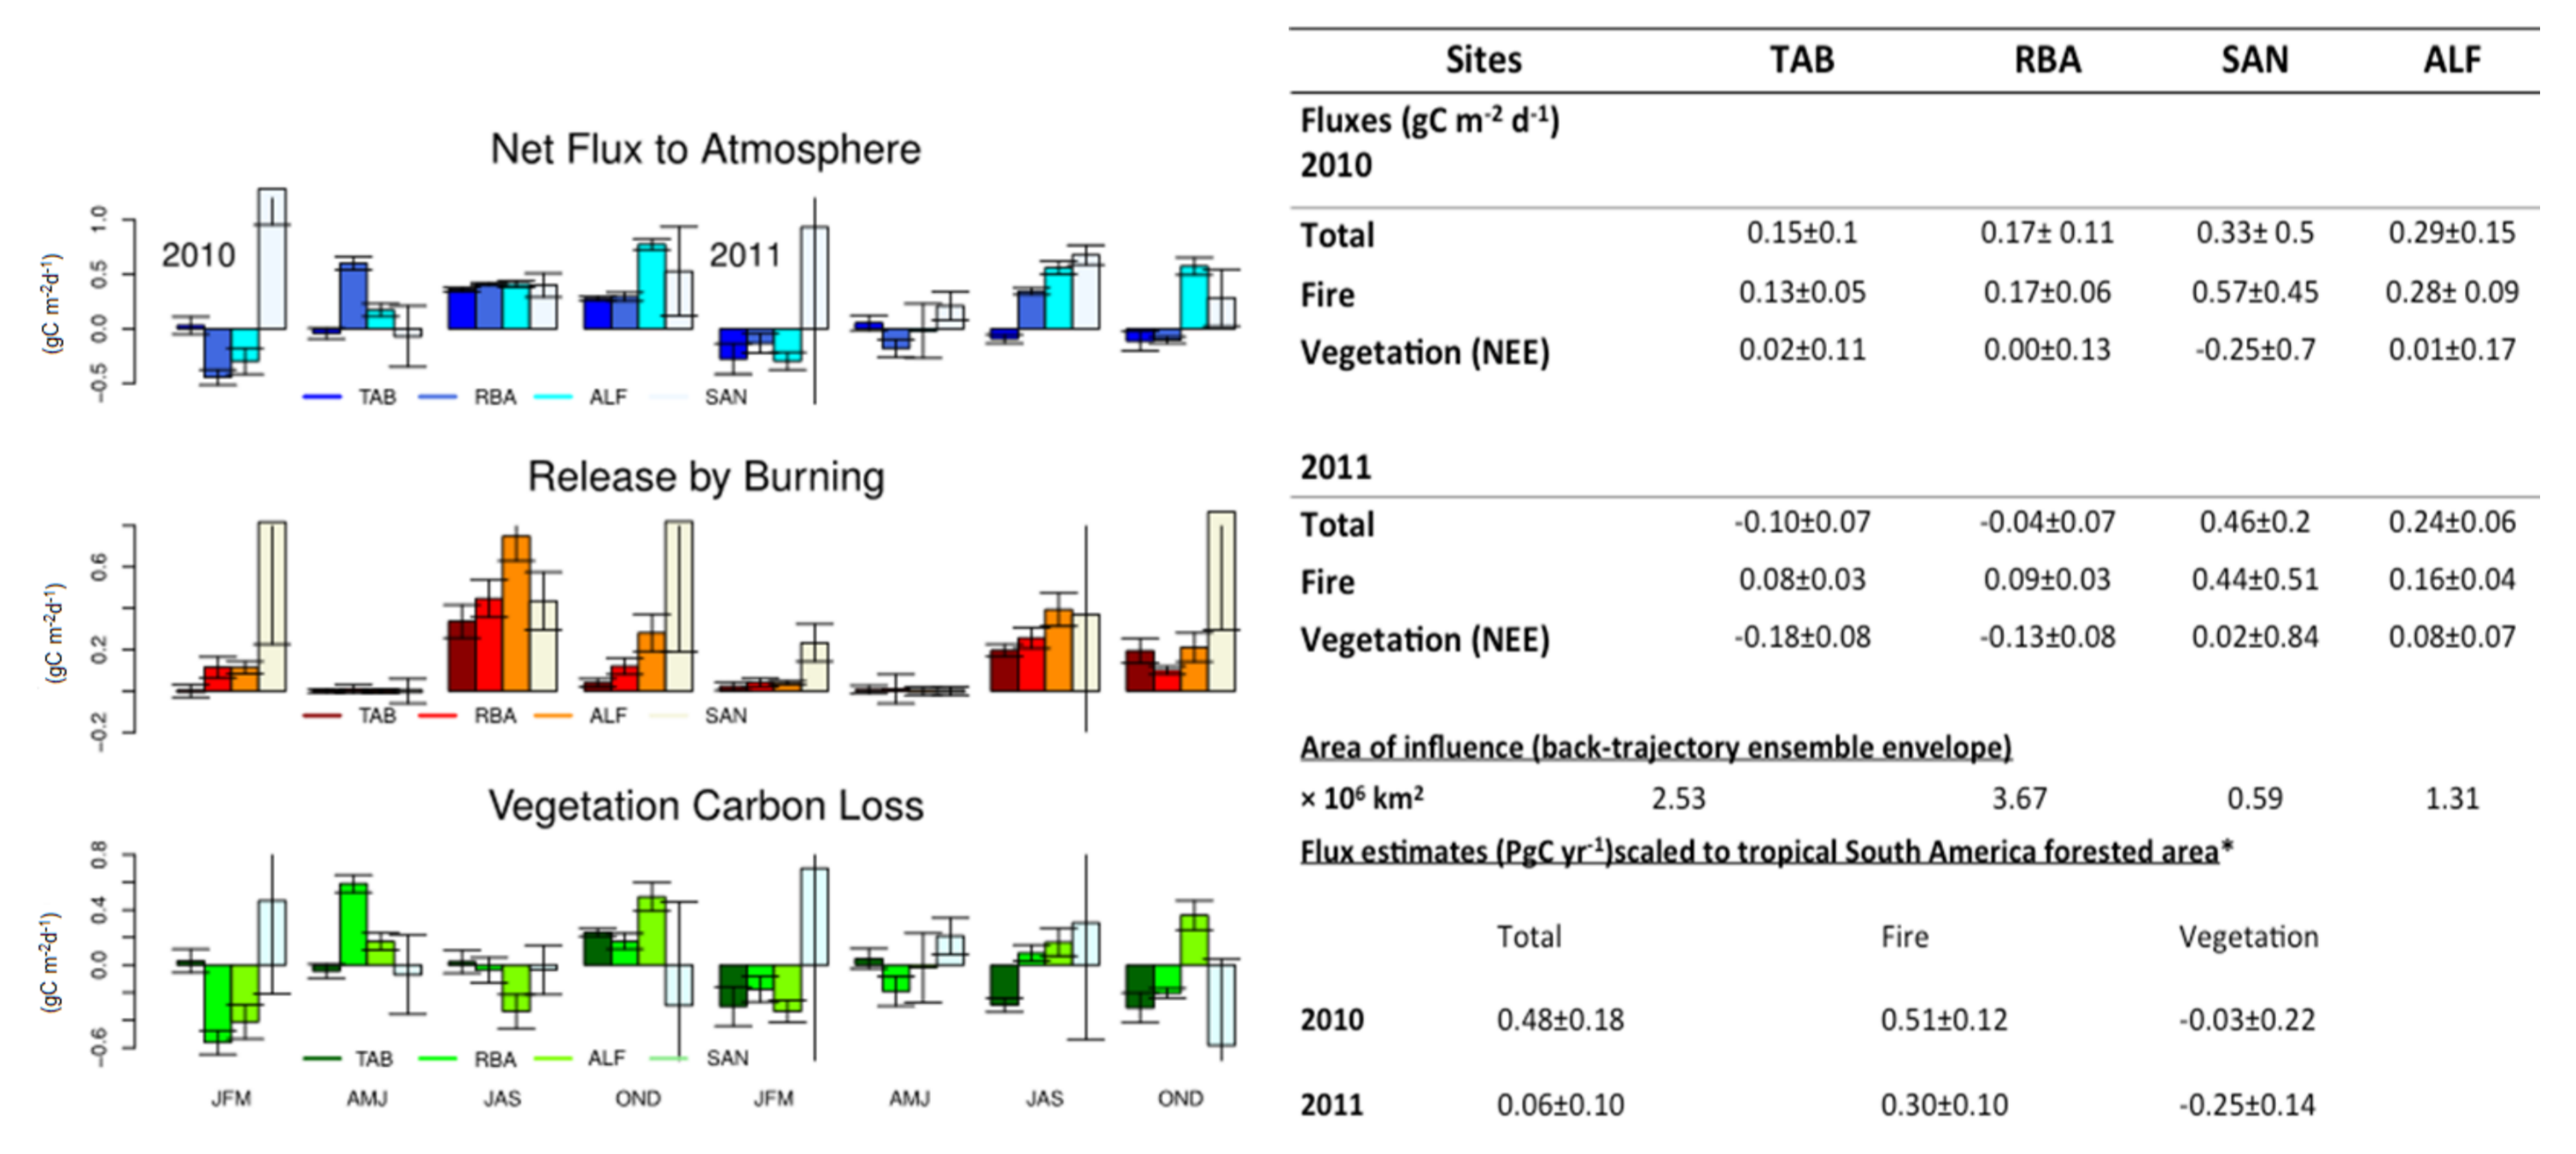 Net Flux to Atmosphere
(gC m-2d-1)
1.0
0.5
0.0
-0.5
2010
2011
TAB RBA ALF SAN
Release by Burning
(gC m-2d-1)
0.6
0.2
-0.2
TAB RBA ALF SAN
Vegetation Carbon Loss
(gC m-2d-1)
0.8
0.4
0.0
-0.6
TAB RBA ALF SAN
JFM AMJ JAS OND JFM AMJ JAS OND
Sites TAB RBA SAN ALF
Fluxes (gC m-2 d-1)
2010
Total 0.15±0.1 0.17± 0.11 0.33± 0.5 0.29±0.15
Fire 0.13±0.05 0.17±0.06 0.57±0.45 0.28± 0.09
Vegetation (NEE) 0.02±0.11 0.00±0.13 -0.25±0.7 0.01±0.17
2011
Total -0.10±0.07 -0.04±0.07 0.46±0.2 0.24±0.06
Fire 0.08±0.03 0.09±0.03 0.44±0.51 0.16±0.04
Vegetation (NEE) -0.18±0.08 -0.13±0.08 0.02±0.84 0.08±0.07
Area of influence (back-trajectory ensemble envelope)
× 10⁶ km² 2.53 3.67 0.59 1.31
Flux estimates (PgC yr-1)scaled to tropical South America forested area*
Total Fire Vegetation
2010 0.48±0.18 0.51±0.12 -0.03±0.22
2011 0.06±0.10 0.30±0.10 -0.25±0.14